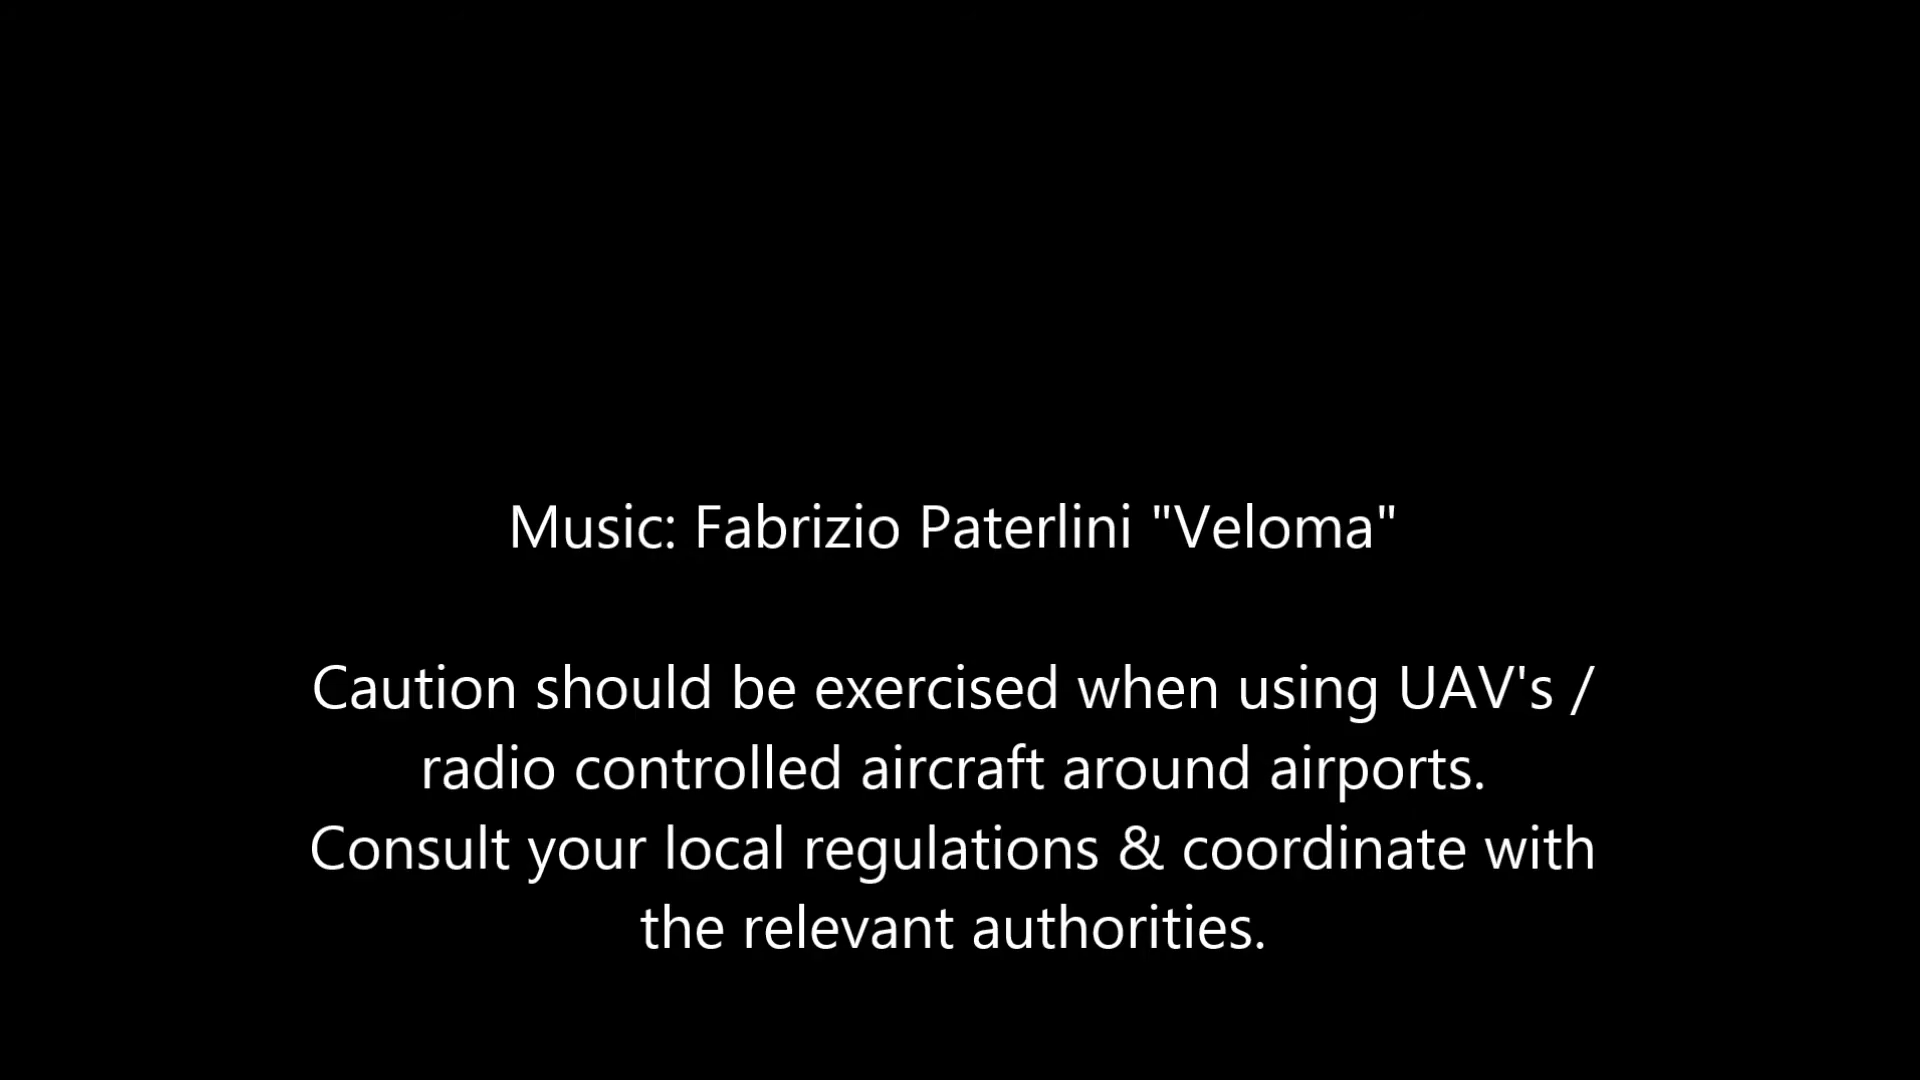 Music: Fabrizio Paterlini "Veloma"
Caution should be exercised when using UAV's /
radio controlled aircraft around airports.
Consult your local regulations & coordinate with
the relevant authorities.